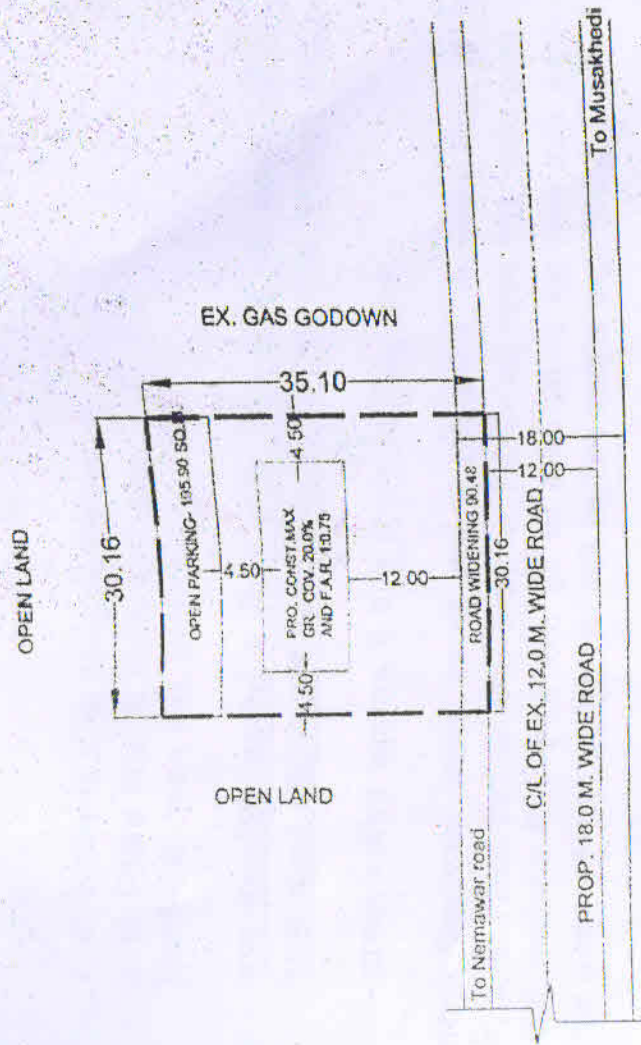 EX. GAS GODOWN
35.10
OPEN LAND
30.16
OPEN PARKING- 195.90 SQ.
4.50
4.50
PRO. CONST.MAX
GR. COV. 20.0%
AND F.A.R. 1:0.75
4.50
12.00
ROAD WIDENING 90.48
30.16
18.00
12.00
OPEN LAND
To Nemawar road
C/L OF EX. 12.0 M. WIDE ROAD
PROP. 18.0 M. WIDE ROAD
To Musakhedi